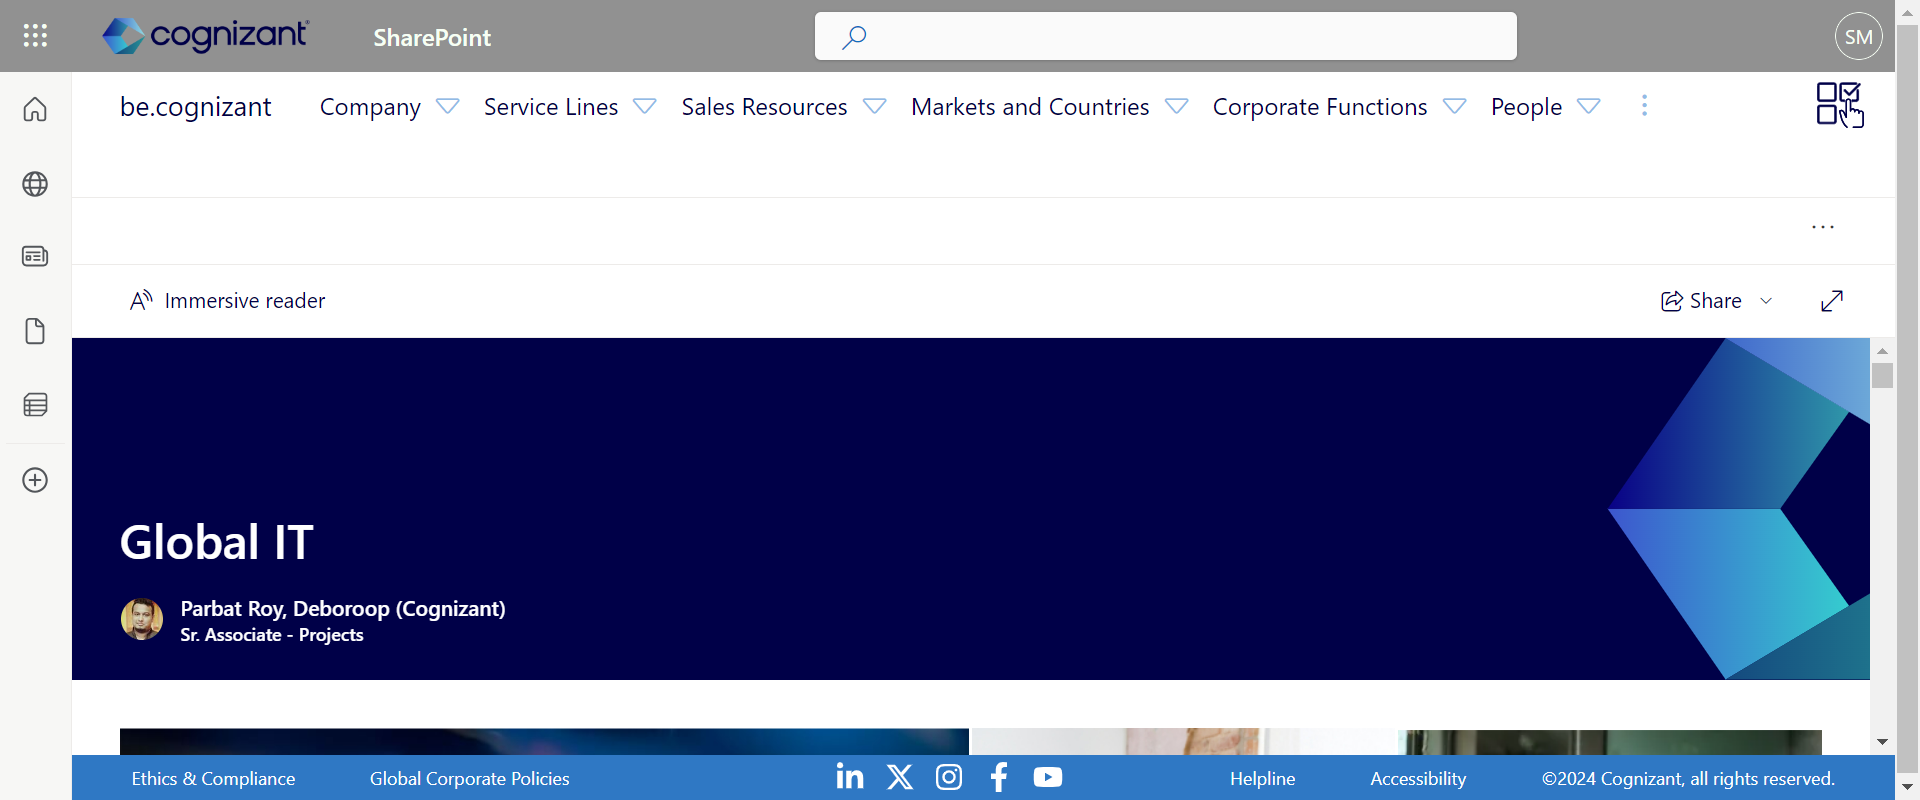 cognizant
SharePoint
SM
be.cognizant
Company
Service Lines
Sales Resources
Markets and Countries
Corporate Functions
People
Immersive reader
Share
Global IT
Parbat Roy, Deboroop (Cognizant)
Sr. Associate - Projects
Ethics & Compliance
Global Corporate Policies
Helpline
Accessibility
©2024 Cognizant, all rights reserved.